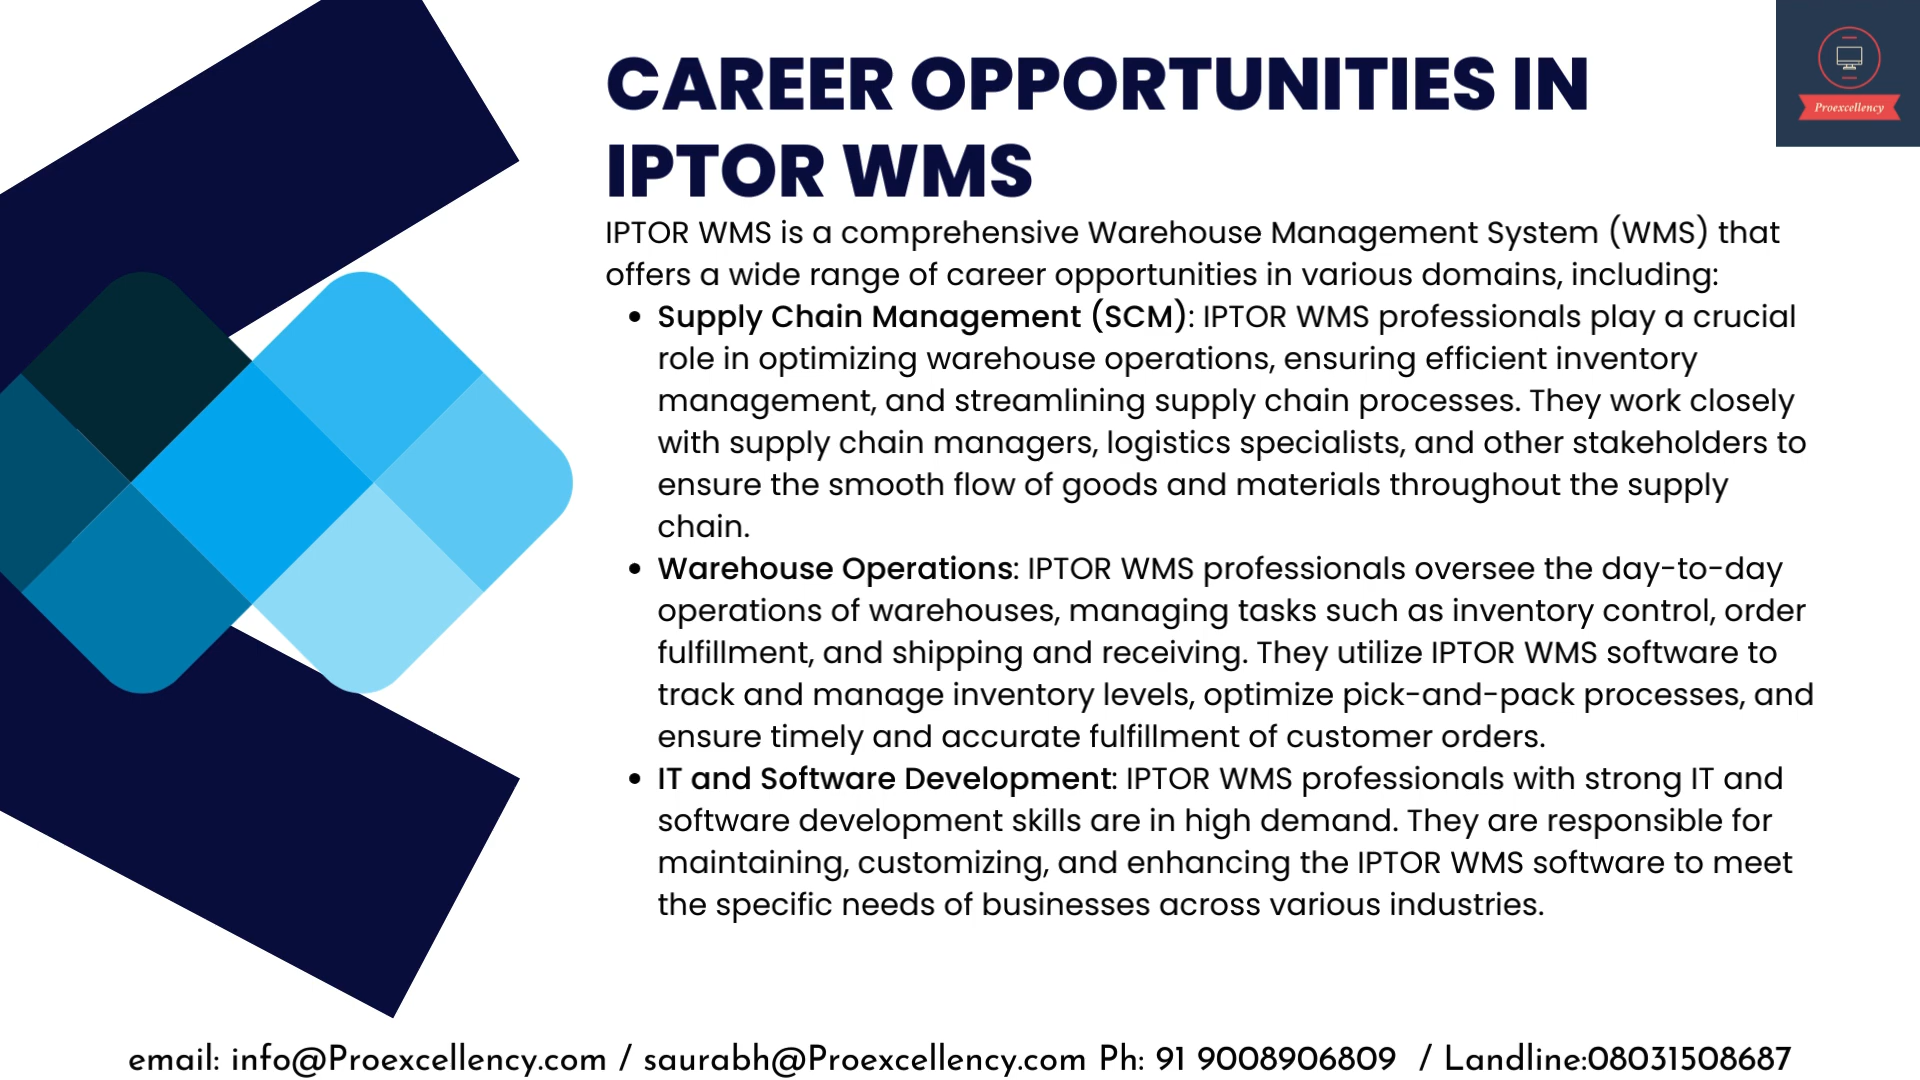 CAREER OPPORTUNITIES IN
IPTOR WMS
Proexcellency
IPTOR WMS is a comprehensive Warehouse Management System (WMS) that
offers a wide range of career opportunities in various domains, including:
• Supply Chain Management (SCM): IPTOR WMS professionals play a crucial
role in optimizing warehouse operations, ensuring efficient inventory
management, and streamlining supply chain processes. They work closely
with supply chain managers, logistics specialists, and other stakeholders to
ensure the smooth flow of goods and materials throughout the supply
chain.
• Warehouse Operations: IPTOR WMS professionals oversee the day-to-day
operations of warehouses, managing tasks such as inventory control, order
fulfillment, and shipping and receiving. They utilize IPTOR WMS software to
track and manage inventory levels, optimize pick-and-pack processes, and
ensure timely and accurate fulfillment of customer orders.
• IT and Software Development: IPTOR WMS professionals with strong IT and
software development skills are in high demand. They are responsible for
maintaining, customizing, and enhancing the IPTOR WMS software to meet
the specific needs of businesses across various industries.
email: info@Proexcellency.com / saurabh@Proexcellency.com Ph: 91 9008906809 / Landline:08031508687